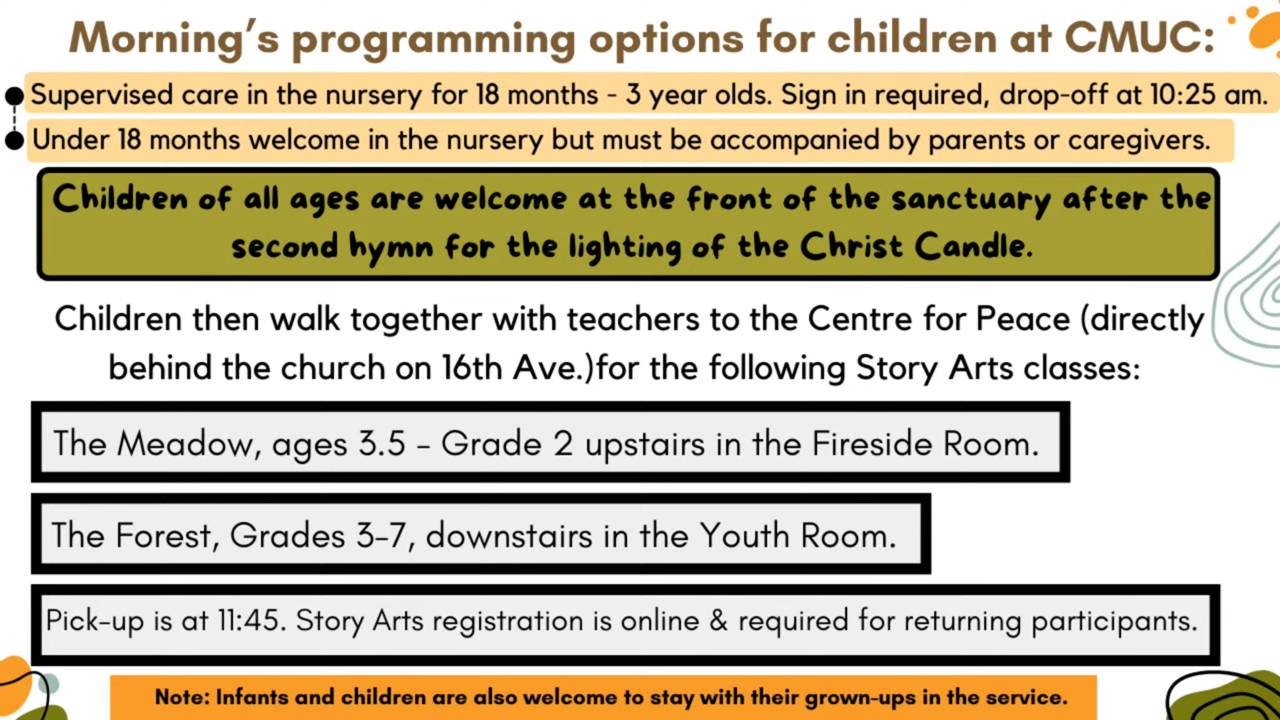 Morning's programming options for children at CMUC:
Supervised care in the nursery for 18 months - 3 year olds. Sign in required, drop-off at 10:25 am.
Under 18 months welcome in the nursery but must be accompanied by parents or caregivers.
Children of all ages are welcome at the front of the sanctuary after the
second hymn for the lighting of the Christ Candle.
Children then walk together with teachers to the Centre for Peace (directly
behind the church on 16th Ave.)for the following Story Arts classes:
The Meadow, ages 3.5 - Grade 2 upstairs in the Fireside Room.
The Forest, Grades 3-7, downstairs in the Youth Room.
Pick-up is at 11:45. Story Arts registration is online & required for returning participants.
Note: Infants and children are also welcome to stay with their grown-ups in the service.